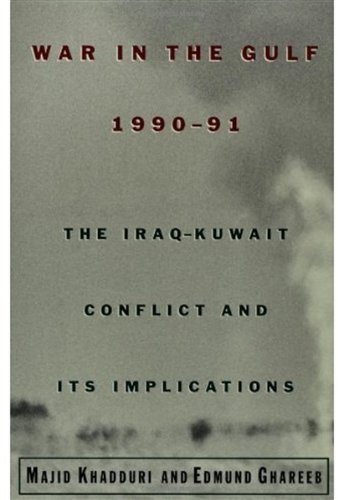 WAR IN THE GULF
1990–91
THE IRAQ–KUWAIT
CONFLICT AND
ITS IMPLICATIONS
MAJID KHADDURI AND EDMUND GHAREEB